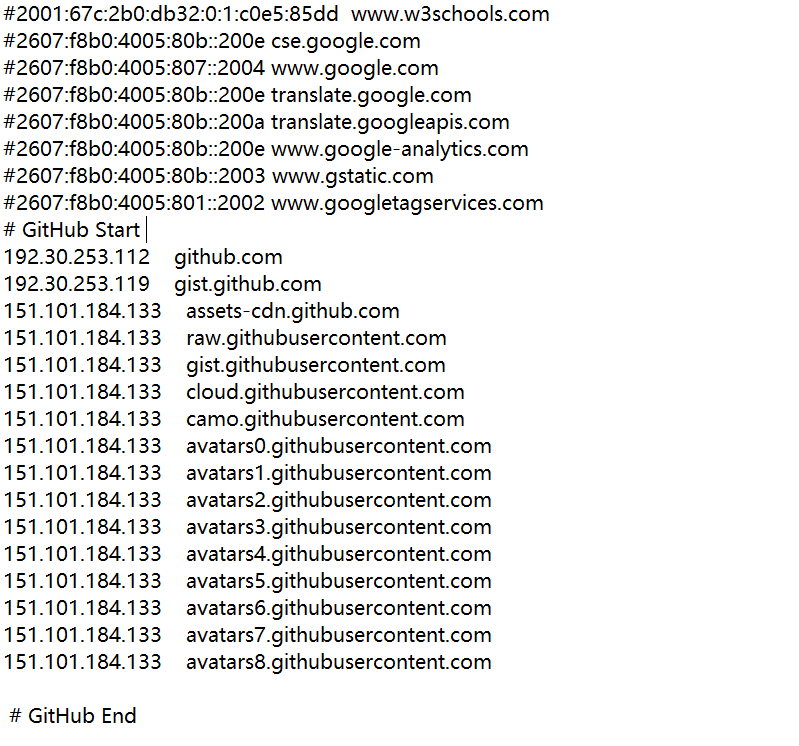 #2001:67c:2b0:db32:0:1:c0e5:85dd  www.w3schools.com
#2607:f8b0:4005:80b::200e cse.google.com
#2607:f8b0:4005:807::2004 www.google.com
#2607:f8b0:4005:80b::200e translate.google.com
#2607:f8b0:4005:80b::200a translate.googleapis.com
#2607:f8b0:4005:80b::200e www.google-analytics.com
#2607:f8b0:4005:80b::2003 www.gstatic.com
#2607:f8b0:4005:801::2002 www.googletagservices.com
# GitHub Start
192.30.253.112    github.com
192.30.253.119    gist.github.com
151.101.184.133    assets-cdn.github.com
151.101.184.133    raw.githubusercontent.com
151.101.184.133    gist.githubusercontent.com
151.101.184.133    cloud.githubusercontent.com
151.101.184.133    camo.githubusercontent.com
151.101.184.133    avatars0.githubusercontent.com
151.101.184.133    avatars1.githubusercontent.com
151.101.184.133    avatars2.githubusercontent.com
151.101.184.133    avatars3.githubusercontent.com
151.101.184.133    avatars4.githubusercontent.com
151.101.184.133    avatars5.githubusercontent.com
151.101.184.133    avatars6.githubusercontent.com
151.101.184.133    avatars7.githubusercontent.com
151.101.184.133    avatars8.githubusercontent.com
# GitHub End